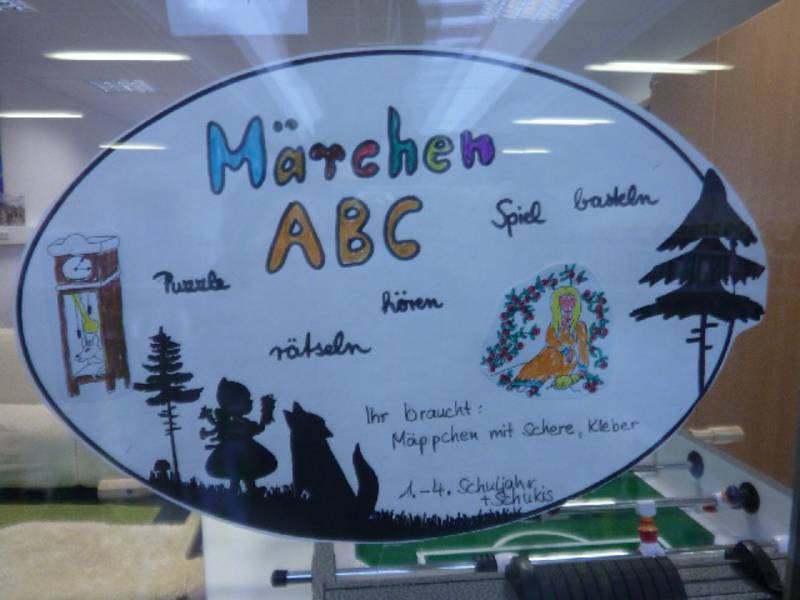 Märchen
ABC
Spiel basteln
Puzzle
hören
rätseln
Ihr braucht:
Mäppchen mit Schere, Kleber
1.-4. Schuljahr
+ Schukis